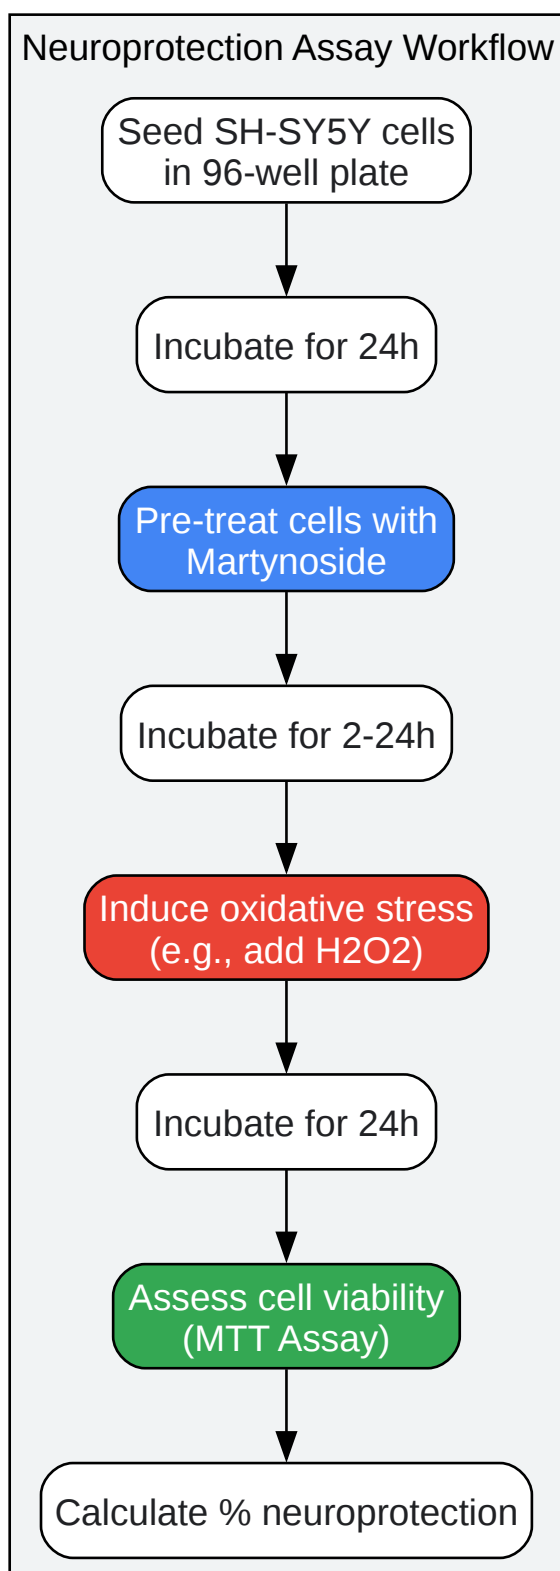 Neuroprotection Assay Workflow
Seed SH-SY5Y cells
in 96-well plate
Incubate for 24h
Pre-treat cells with
Martynoside
Incubate for 2-24h
Induce oxidative stress
(e.g., add H2O2)
Incubate for 24h
Assess cell viability
(MTT Assay)
Calculate % neuroprotection